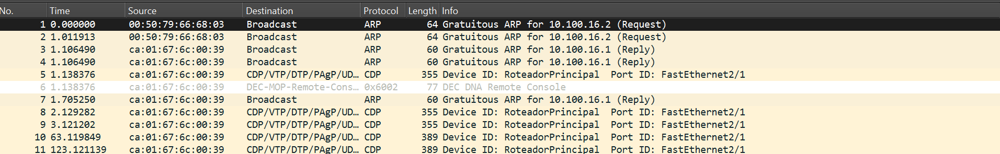 No. Time Source Destination Protocol Length Info
1 0.000000 00:50:79:66:68:03 Broadcast ARP 64 Gratuitous ARP for 10.100.16.2 (Request)
2 1.011913 00:50:79:66:68:03 Broadcast ARP 64 Gratuitous ARP for 10.100.16.2 (Request)
3 1.106490 ca:01:67:6c:00:39 Broadcast ARP 60 Gratuitous ARP for 10.100.16.1 (Reply)
4 1.106490 ca:01:67:6c:00:39 Broadcast ARP 60 Gratuitous ARP for 10.100.16.1 (Reply)
5 1.138376 ca:01:67:6c:00:39 CDP/VTP/DTP/PAgP/UD… CDP 355 Device ID: RoteadorPrincipal Port ID: FastEthernet2/1
6 1.138376 ca:01:67:6c:00:39 DEC-MOP-Remote-Cons… 0x6002 77 DEC DNA Remote Console
7 1.705250 ca:01:67:6c:00:39 Broadcast ARP 60 Gratuitous ARP for 10.100.16.1 (Reply)
8 2.129282 ca:01:67:6c:00:39 CDP/VTP/DTP/PAgP/UD… CDP 355 Device ID: RoteadorPrincipal Port ID: FastEthernet2/1
9 3.121202 ca:01:67:6c:00:39 CDP/VTP/DTP/PAgP/UD… CDP 355 Device ID: RoteadorPrincipal Port ID: FastEthernet2/1
10 63.119849 ca:01:67:6c:00:39 CDP/VTP/DTP/PAgP/UD… CDP 389 Device ID: RoteadorPrincipal Port ID: FastEthernet2/1
11 123.121139 ca:01:67:6c:00:39 CDP/VTP/DTP/PAgP/UD… CDP 389 Device ID: RoteadorPrincipal Port ID: FastEthernet2/1